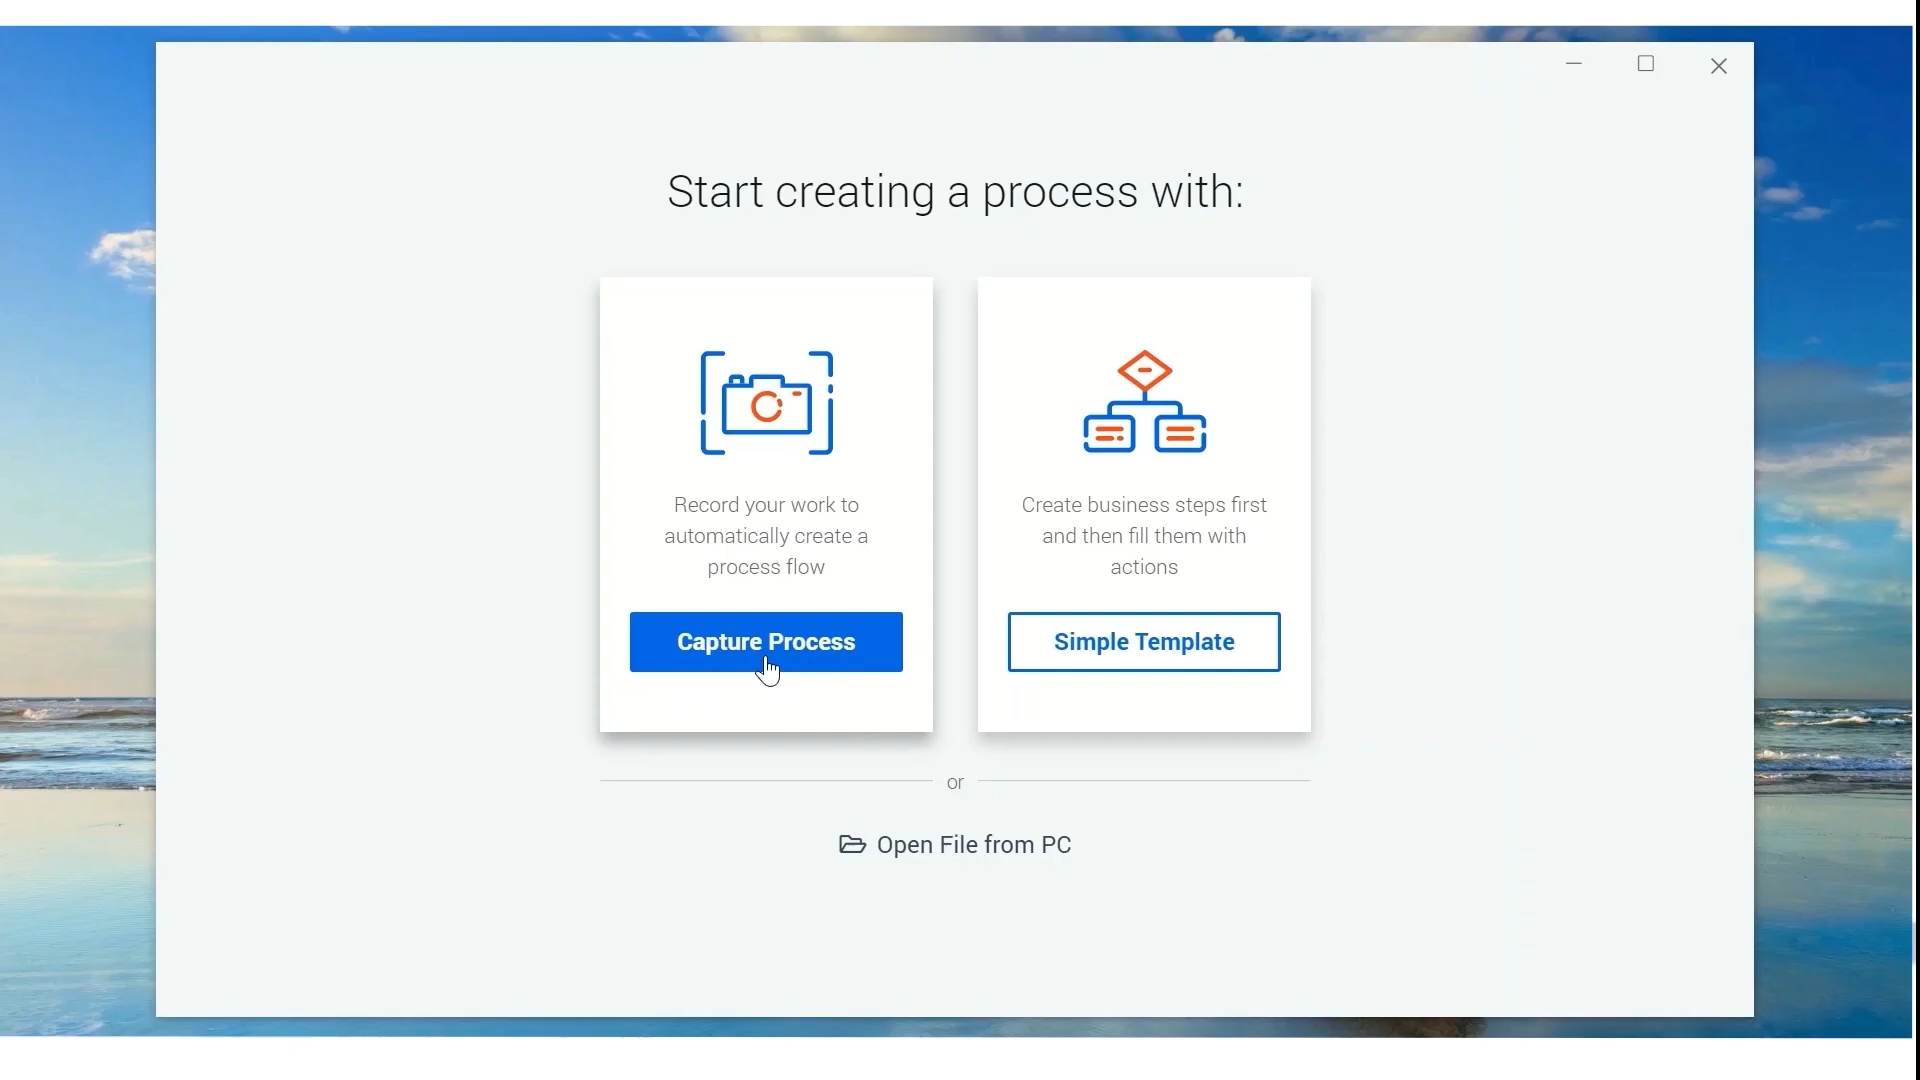 Start creating a process with:
Record your work to
automatically create a
process flow
Capture Process
Create business steps first
and then fill them with
actions
Simple Template
or
Open File from PC